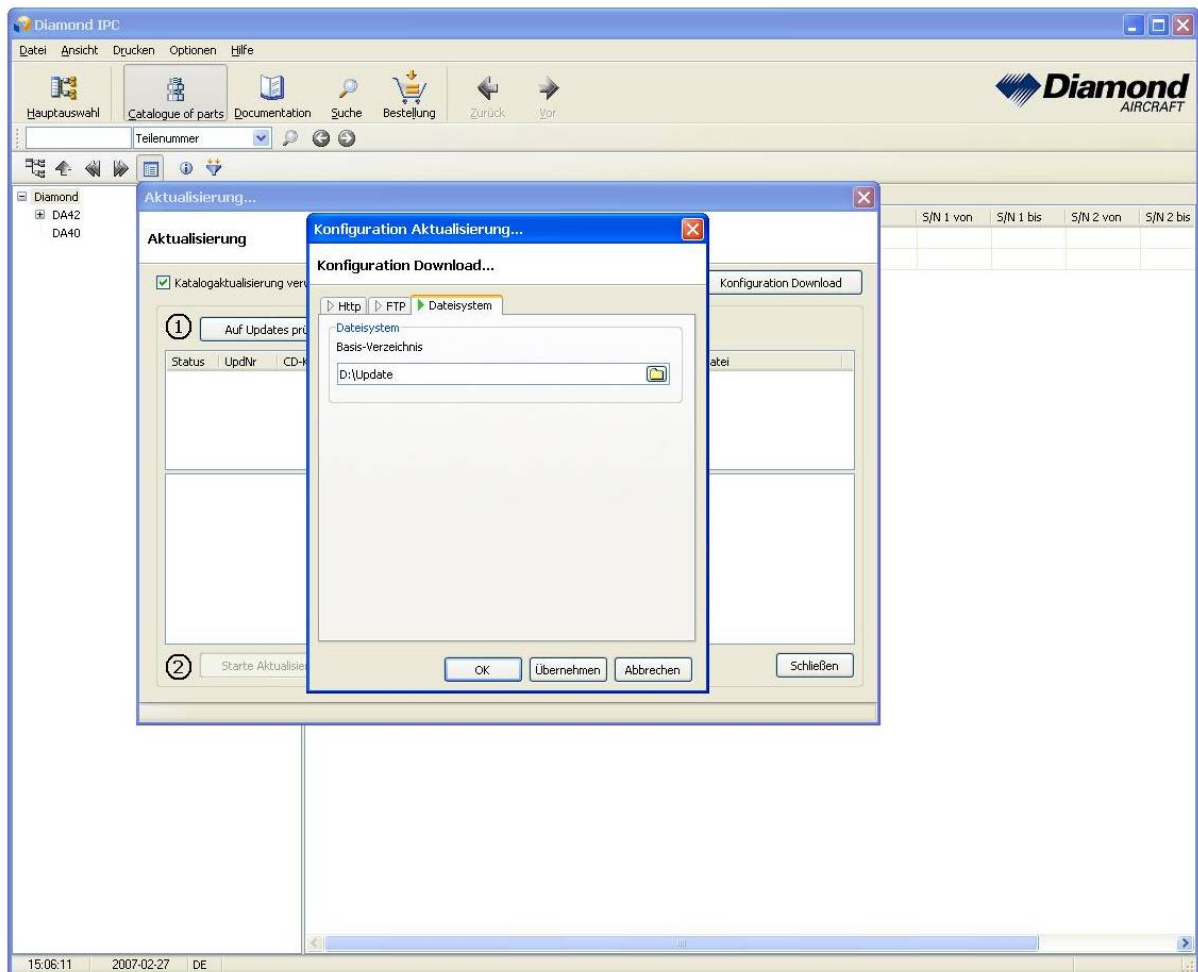 Diamond IPC
Datei Ansicht Drucken Optionen Hilfe
Hauptauswahl Catalogue of parts Documentation Suche Bestellung Zurück Vor
Diamond
AIRCRAFT
Teilenummer
Diamond
DA42
DA40
S/N 1 von S/N 1 bis S/N 2 von S/N 2 bis
Aktualisierung...
Aktualisierung
Katalogaktualisierung ver
Konfiguration Download
1 Auf Updates prü
Status UpdNr CD-K
atei
2 Starte Aktualisie
Schließen
Konfiguration Aktualisierung...
Konfiguration Download...
Http FTP Dateisystem
Dateisystem
Basis-Verzeichnis
D:\Update
OK Übernehmen Abbrechen
15:06:11 2007-02-27 DE